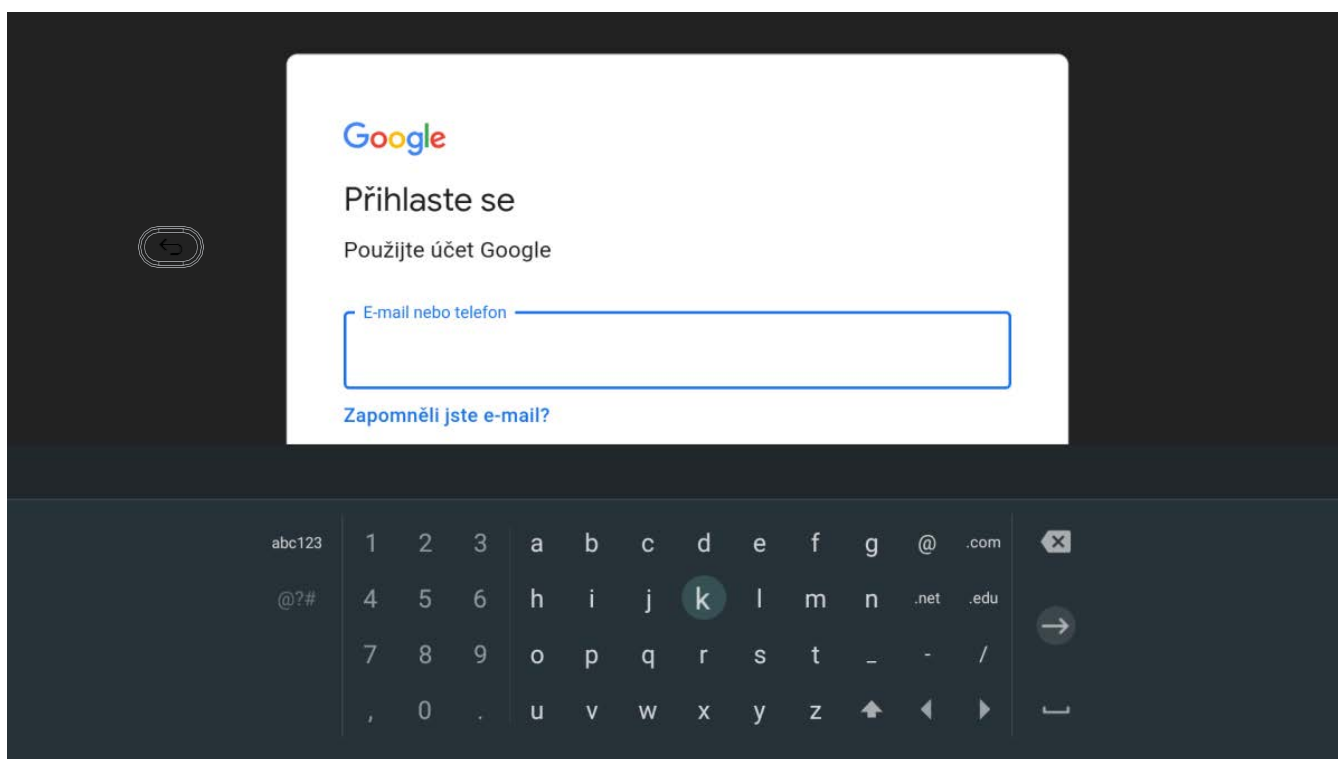 Google
Přihlaste se
Použijte účet Google
E-mail nebo telefon
Zapomněli jste e-mail?
abc123 1 2 3 a b c d e f g @ .com
@?# 4 5 6 h i j k l m n .net .edu
7 8 9 o p q r s t _ - /
, 0 . u v w x y z